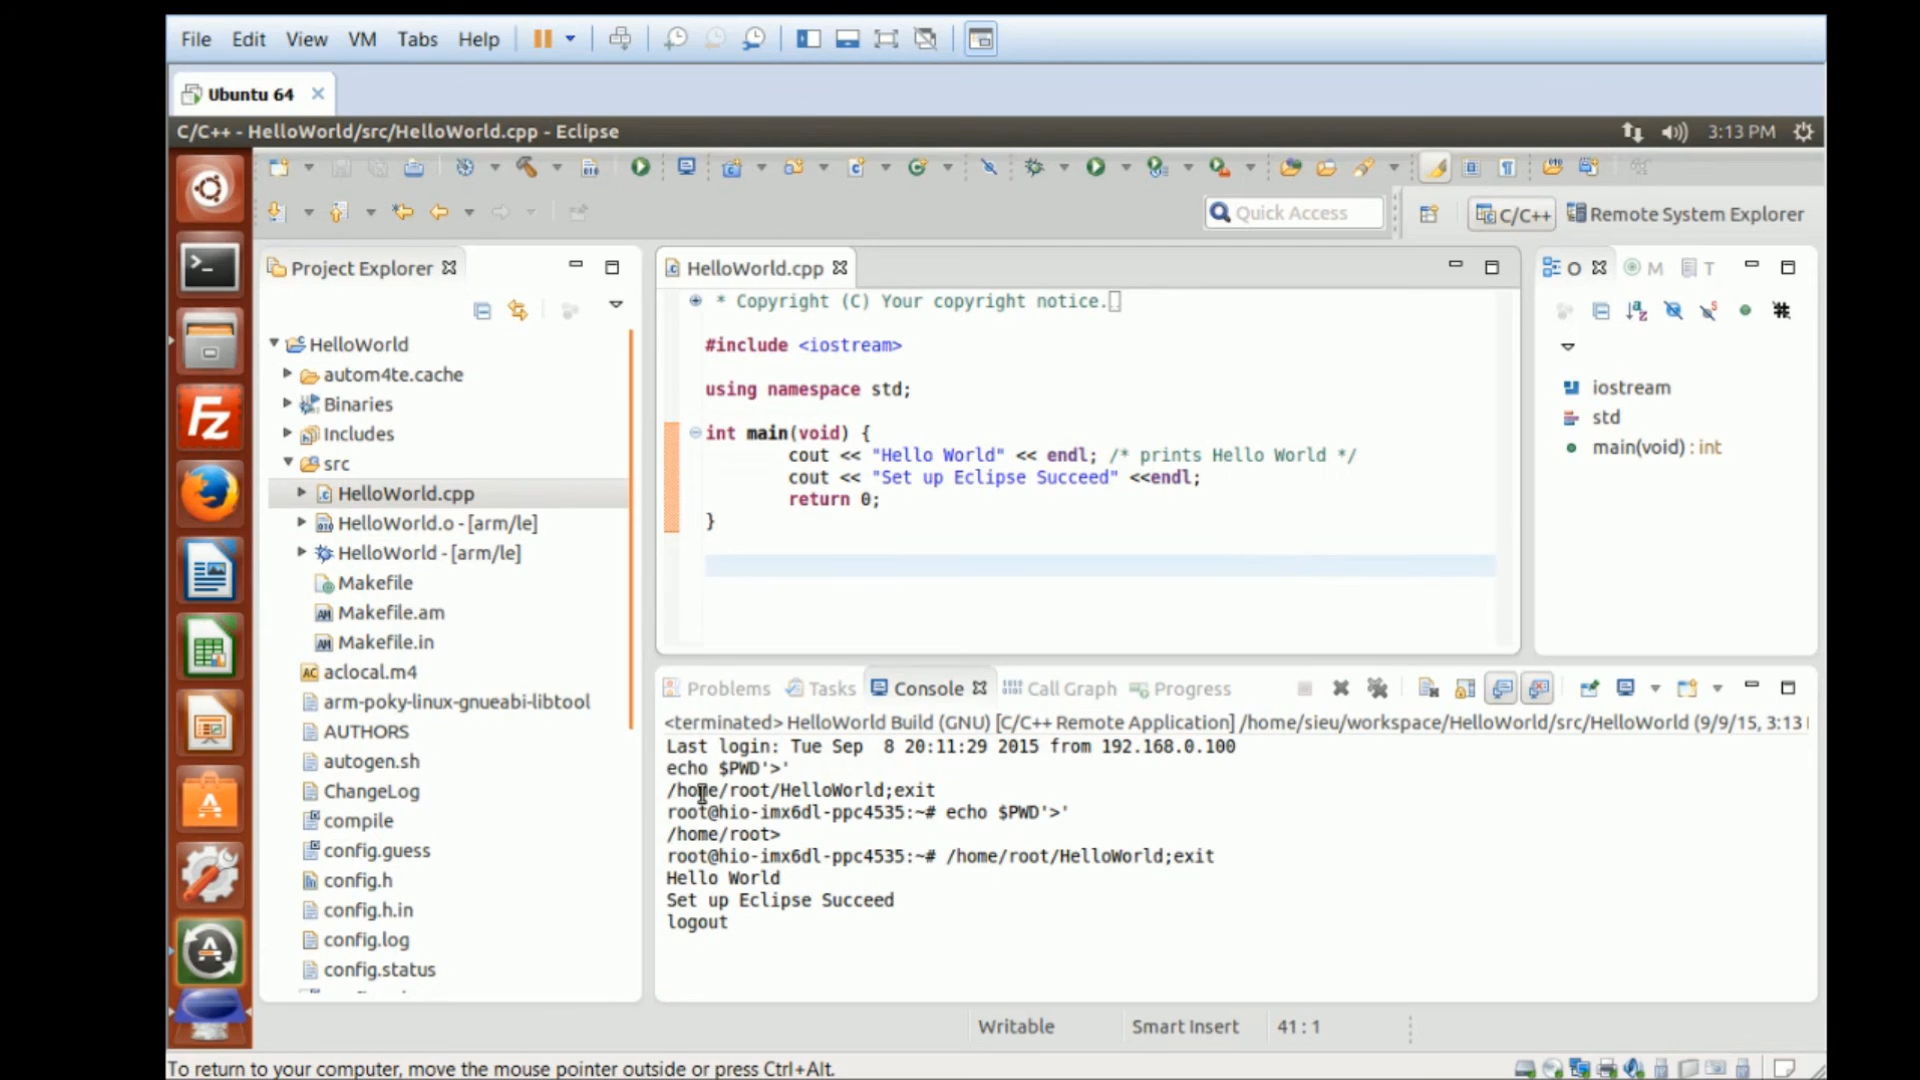 File Edit View VM Tabs Help
Ubuntu 64
C/C++ - HelloWorld/src/HelloWorld.cpp - Eclipse
3:13 PM
Quick Access
C/C++
Remote System Explorer
Project Explorer
HelloWorld
autom4te.cache
Binaries
Includes
src
HelloWorld.cpp
HelloWorld.o - [arm/le]
HelloWorld - [arm/le]
Makefile
Makefile.am
Makefile.in
aclocal.m4
arm-poky-linux-gnueabi-libtool
AUTHORS
autogen.sh
ChangeLog
compile
config.guess
config.h
config.h.in
config.log
config.status
HelloWorld.cpp
* Copyright (C) Your copyright notice.
#include <iostream>
using namespace std;
int main(void) {
cout << "Hello World" << endl; /* prints Hello World */
cout << "Set up Eclipse Succeed" <<endl;
return 0;
}
O M T
iostream
std
main(void) : int
Problems Tasks Console Call Graph Progress
<terminated> HelloWorld Build (GNU) [C/C++ Remote Application] /home/sieu/workspace/HelloWorld/src/HelloWorld (9/9/15, 3:13
Last login: Tue Sep  8 20:11:29 2015 from 192.168.0.100
echo $PWD'>'
/home/root/HelloWorld;exit
root@hio-imx6dl-ppc4535:~# echo $PWD'>'
/home/root>
root@hio-imx6dl-ppc4535:~# /home/root/HelloWorld;exit
Hello World
Set up Eclipse Succeed
logout
Writable Smart Insert 41 : 1
To return to your computer, move the mouse pointer outside or press Ctrl+Alt.